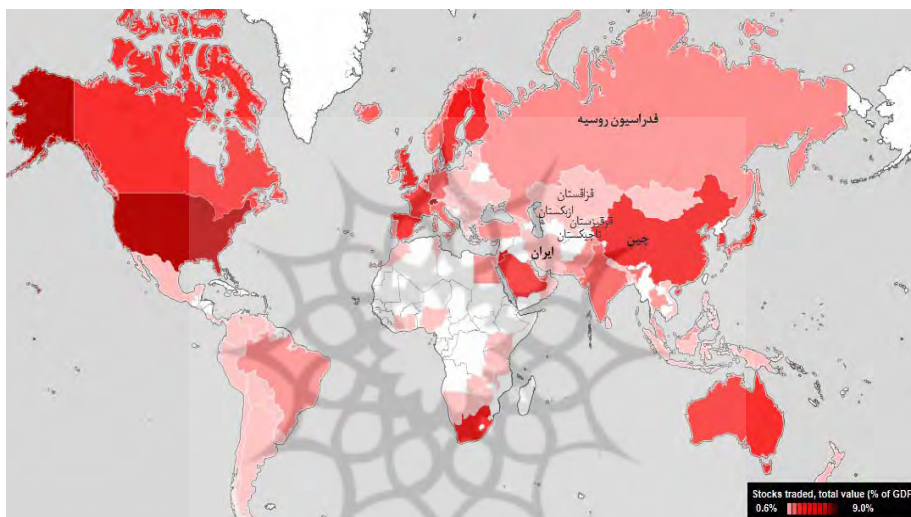 فدراسیون روسیه
قزاقستان
ازبکستان
قرقیزستان
تاجیکستان
چین
ایران
Stocks traded, total value (% of GDP
0.6% 9.0%